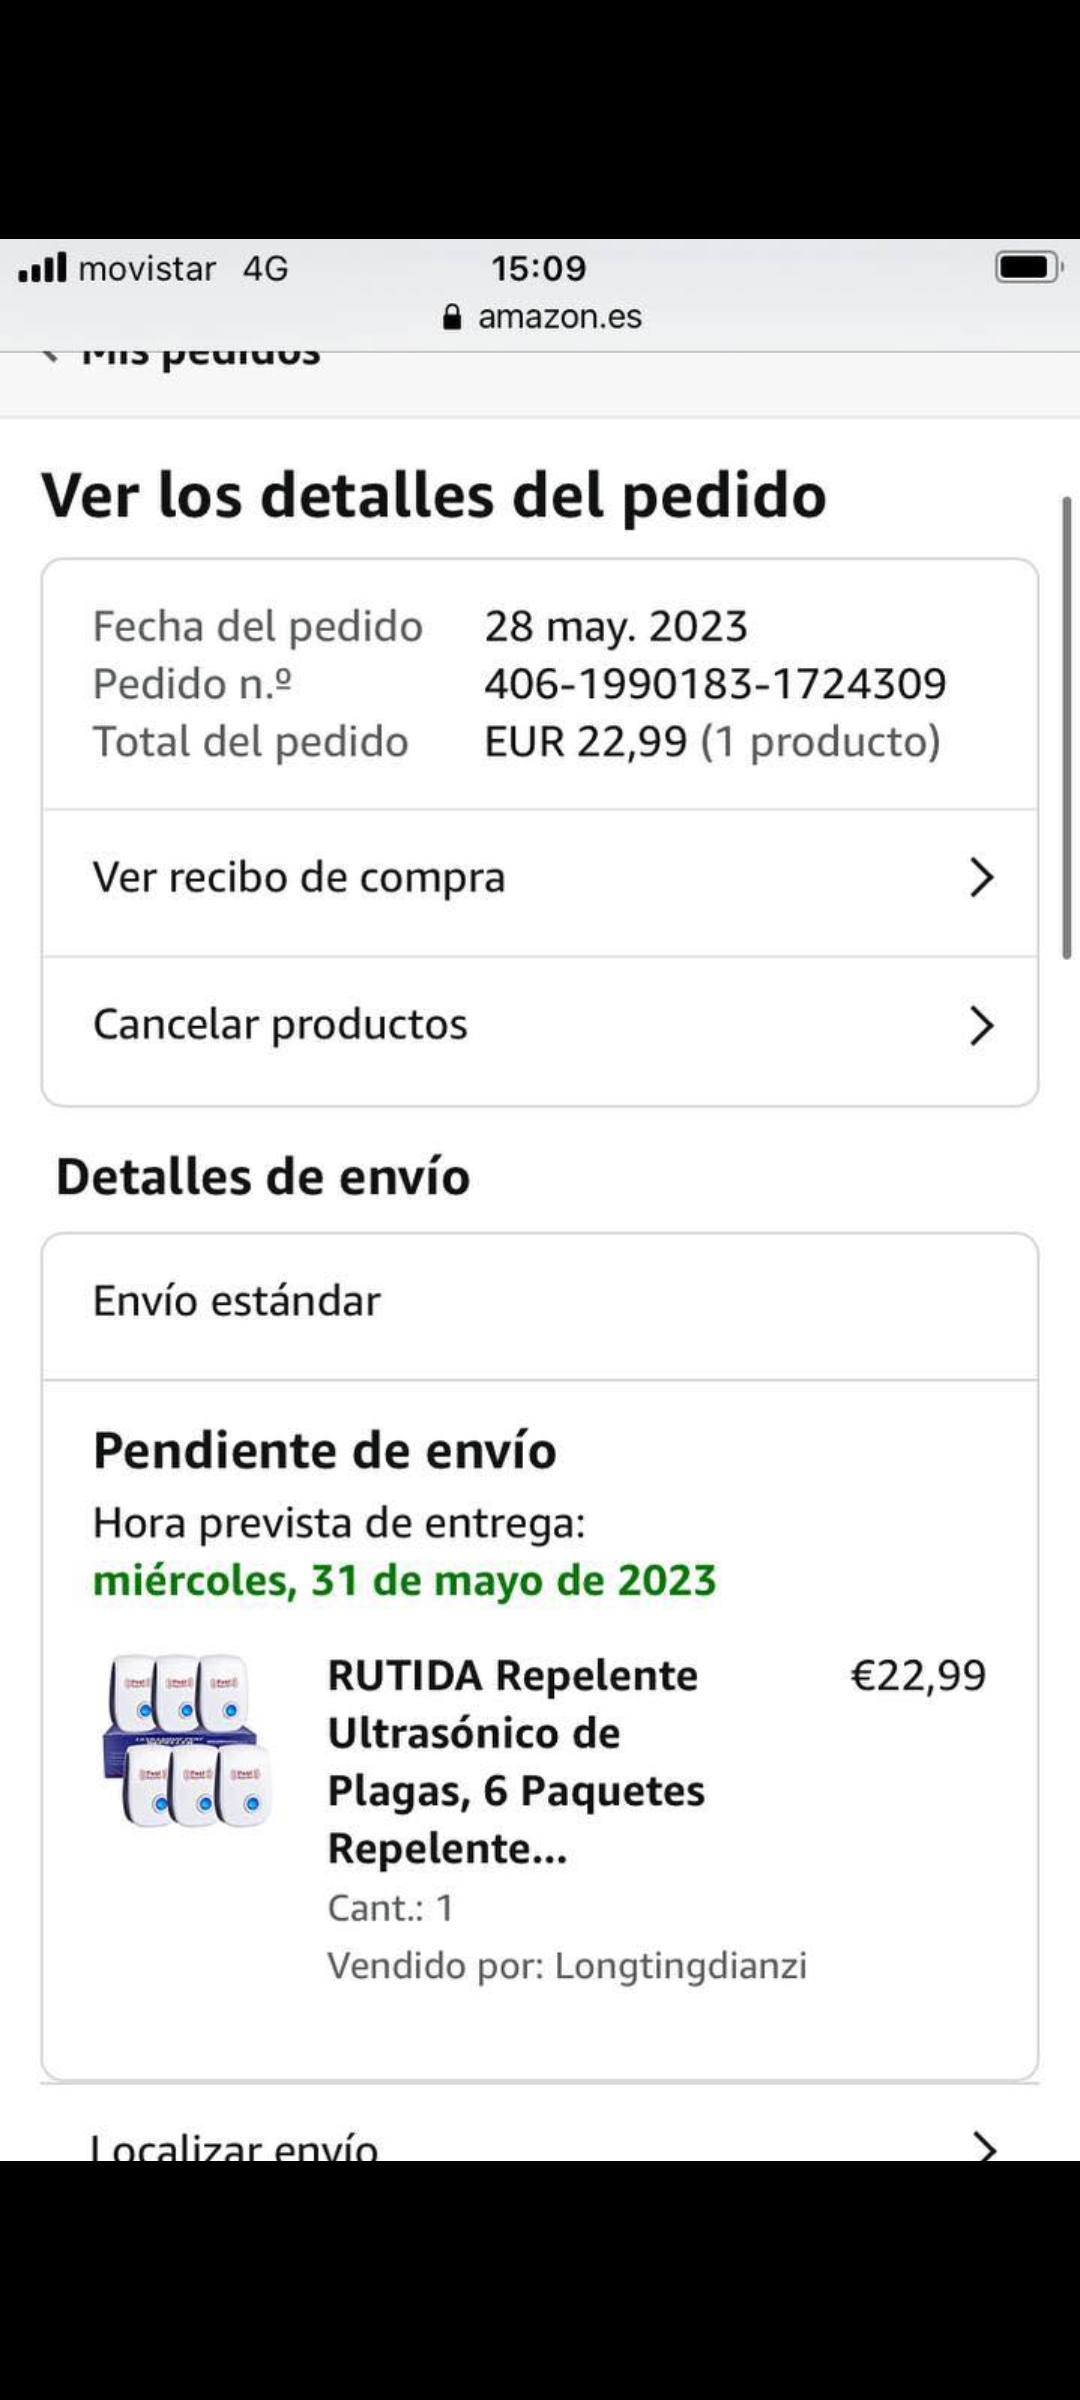 movistar 4G 15:09
amazon.es
Mis pedidos
Ver los detalles del pedido
Fecha del pedido 28 may. 2023
Pedido n.º 406-1990183-1724309
Total del pedido EUR 22,99 (1 producto)
Ver recibo de compra
Cancelar productos
Detalles de envío
Envío estándar
Pendiente de envío
Hora prevista de entrega:
miércoles, 31 de mayo de 2023
RUTIDA Repelente €22,99
Ultrasónico de
Plagas, 6 Paquetes
Repelente...
Cant.: 1
Vendido por: Longtingdianzi
Localizar envío